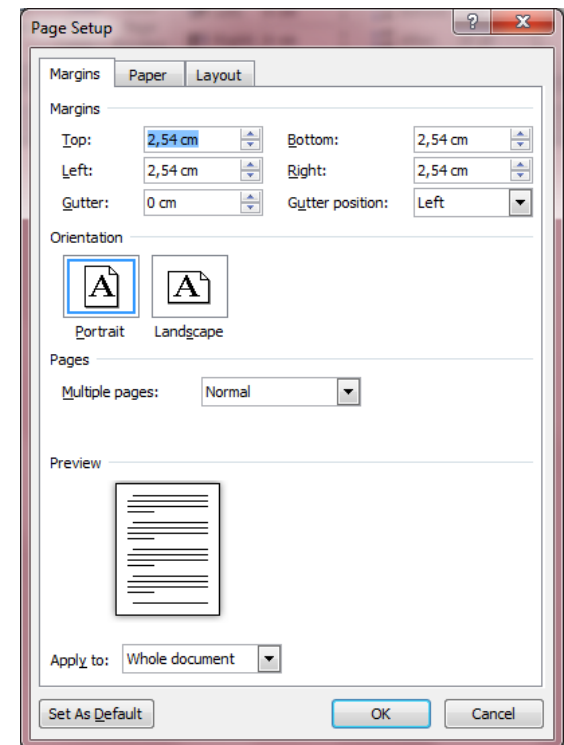 Page Setup
Margins Paper Layout
Margins
Top: 2,54 cm Bottom: 2,54 cm
Left: 2,54 cm Right: 2,54 cm
Gutter: 0 cm Gutter position: Left
Orientation
A A
Portrait Landscape
Pages
Multiple pages: Normal
Preview
Apply to: Whole document
Set As Default OK Cancel